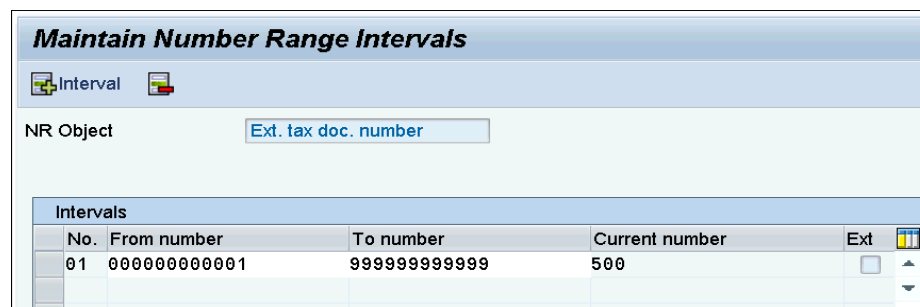 Maintain Number Range Intervals
Interval
NR Object Ext. tax doc. number
Intervals
No. From number To number Current number Ext
01 000000000001 999999999999 500